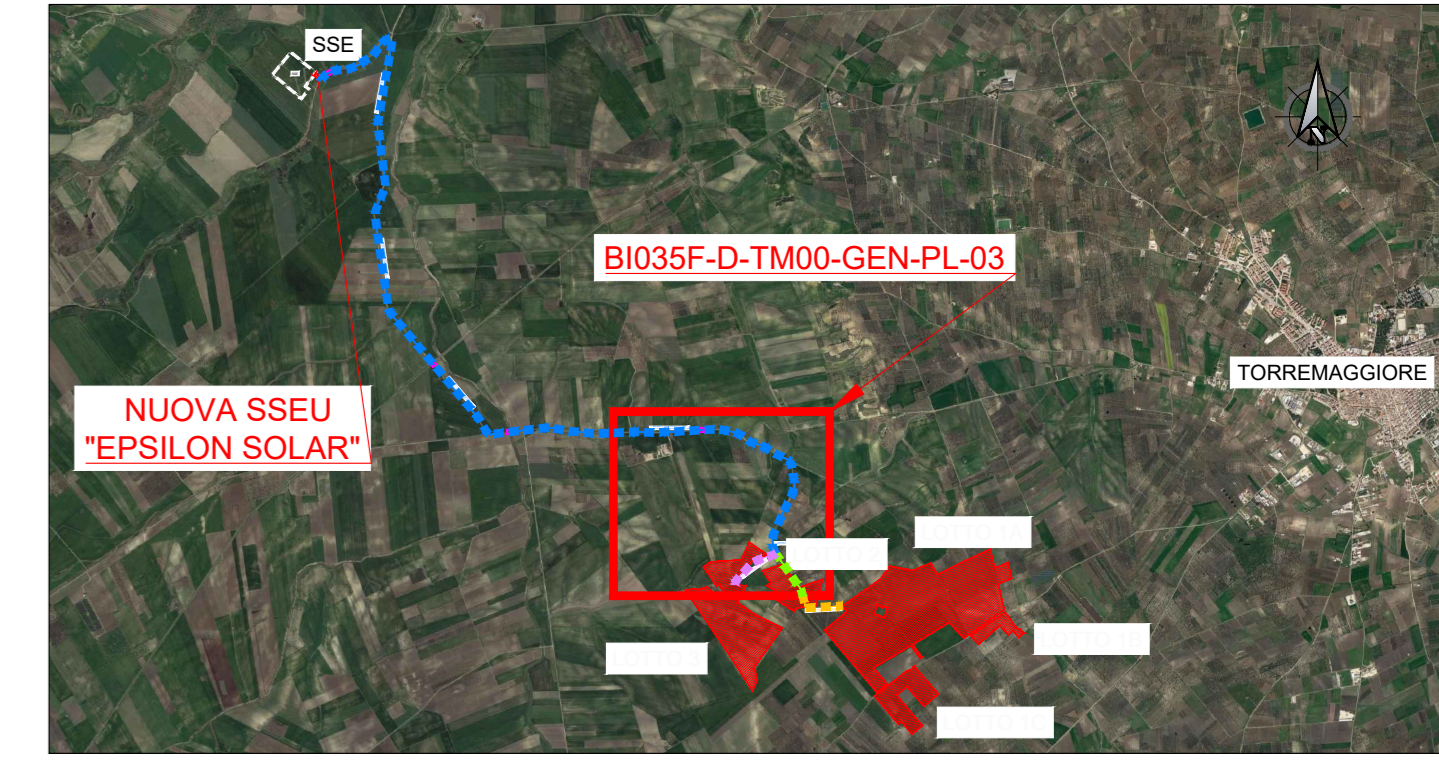 SSE
BI035F-D-TM00-GEN-PL-03
TORREMAGGIORE
NUOVA SSEU
"EPSILON SOLAR"
LOTTO 1A
LOTTO 2
LOTTO 1B
LOTTO 3
LOTTO 1C